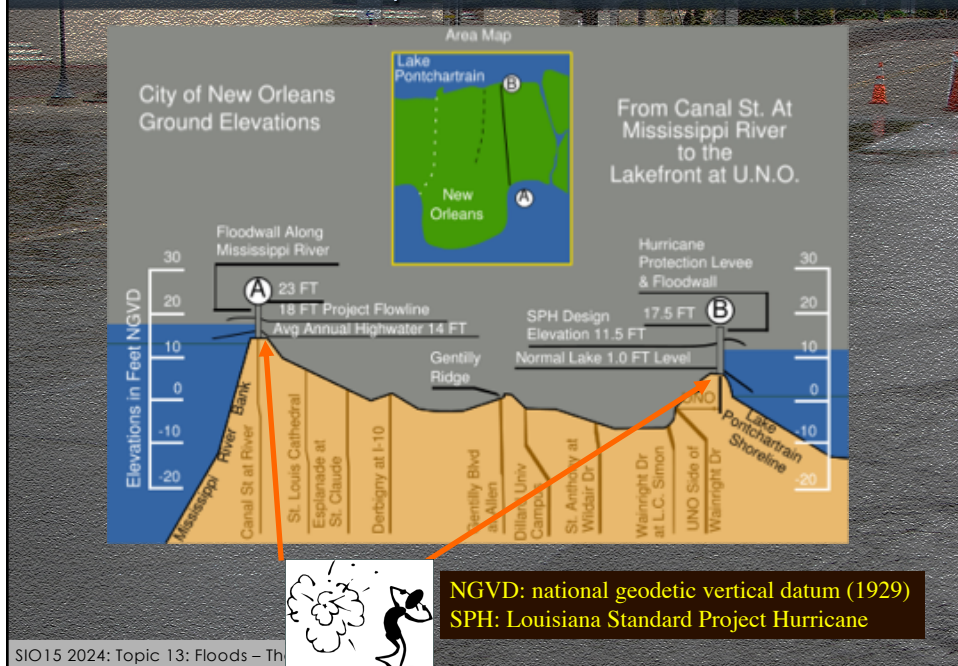 Area Map
Lake
Pontchartrain
B
New
Orleans
A
City of New Orleans
Ground Elevations
From Canal St. At
Mississippi River
to the
Lakefront at U.N.O.
Floodwall Along
Mississippi River
A
23 FT
18 FT Project Flowline
Avg Annual Highwater 14 FT
Hurricane
Protection Levee
& Floodwall
17.5 FT
B
SPH Design
Elevation 11.5 FT
Normal Lake 1.0 FT Level
Gentilly
Ridge
Elevations in Feet NGVD
30
20
10
0
-10
-20
30
20
10
0
-10
-20
Mississippi River Bank
Canal St at River
St. Louis Cathedral
Esplanade at
St. Claude
Derbigny at I-10
Gentilly Blvd
at Allen
Dillard Univ
Campus
St. Anthony at
Wildair Dr
Wainright Dr
at L.C. Simon
UNO Side of
Wainright Dr
UNO
Lake
Pontchartrain
Shoreline
NGVD: national geodetic vertical datum (1929)
SPH: Louisiana Standard Project Hurricane
SIO15 2024: Topic 13: Floods –